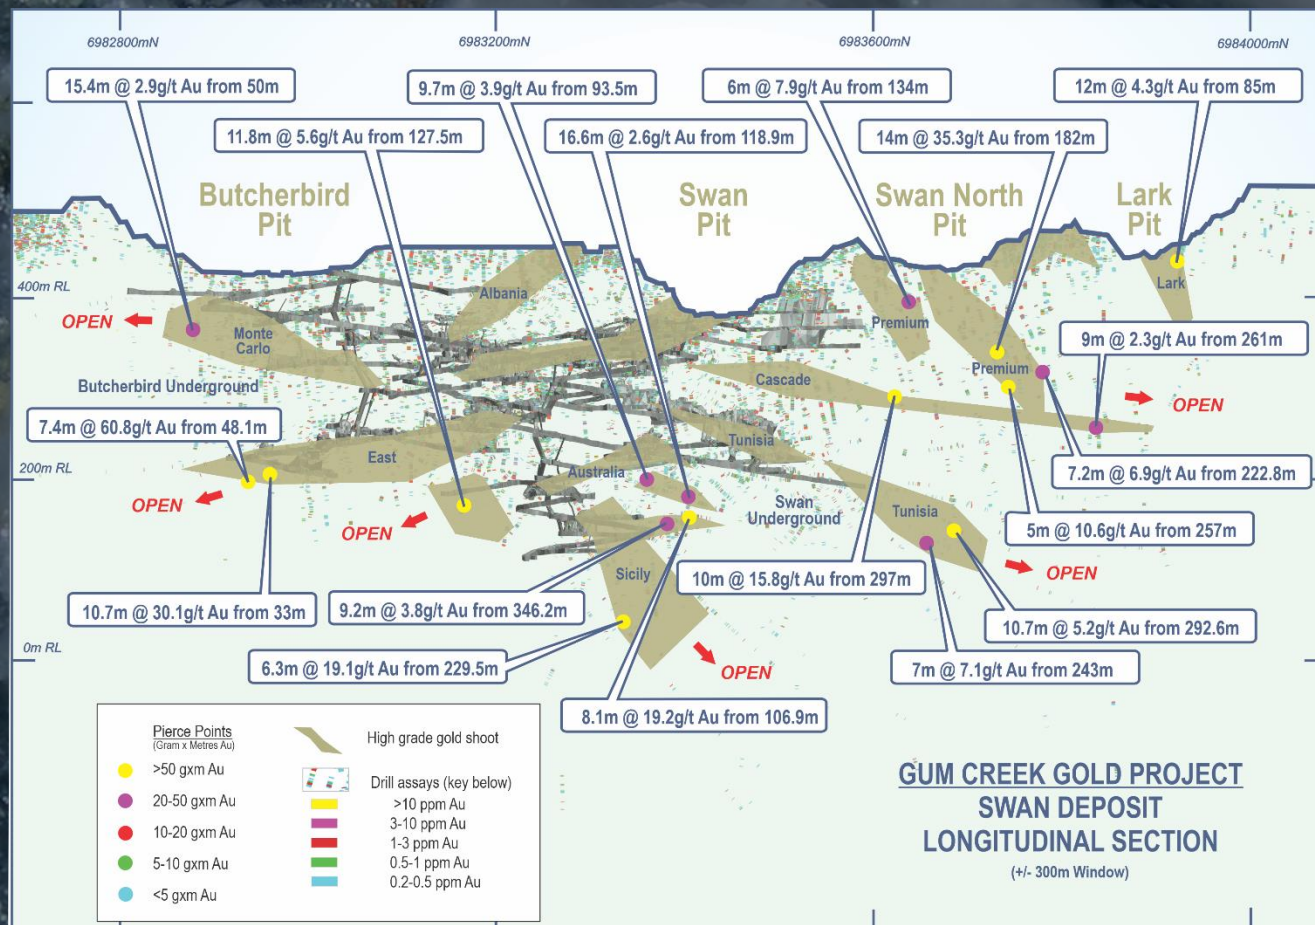 6982800mN
6983200mN
6983600mN
6984000mN
15.4m @ 2.9g/t Au from 50m
9.7m @ 3.9g/t Au from 93.5m
6m @ 7.9g/t Au from 134m
12m @ 4.3g/t Au from 85m
11.8m @ 5.6g/t Au from 127.5m
16.6m @ 2.6g/t Au from 118.9m
14m @ 35.3g/t Au from 182m
Butcherbird
Pit
Swan
Pit
Swan North
Pit
Lark
Pit
400m RL
Albania
Lark
OPEN
Monte
Carlo
Premium
9m @ 2.3g/t Au from 261m
Butcherbird Underground
Cascade
Premium
OPEN
7.4m @ 60.8g/t Au from 48.1m
East
Tunisia
200m RL
Australia
7.2m @ 6.9g/t Au from 222.8m
OPEN
Swan
Underground
Tunisia
OPEN
5m @ 10.6g/t Au from 257m
Sicily
10m @ 15.8g/t Au from 297m
OPEN
10.7m @ 30.1g/t Au from 33m
9.2m @ 3.8g/t Au from 346.2m
10.7m @ 5.2g/t Au from 292.6m
0m RL
6.3m @ 19.1g/t Au from 229.5m
OPEN
7m @ 7.1g/t Au from 243m
8.1m @ 19.2g/t Au from 106.9m
Pierce Points
(Gram x Metres Au)
>50 gxm Au
20-50 gxm Au
10-20 gxm Au
5-10 gxm Au
<5 gxm Au
High grade gold shoot
Drill assays (key below)
>10 ppm Au
3-10 ppm Au
1-3 ppm Au
0.5-1 ppm Au
0.2-0.5 ppm Au
GUM CREEK GOLD PROJECT
SWAN DEPOSIT
LONGITUDINAL SECTION
(+/- 300m Window)